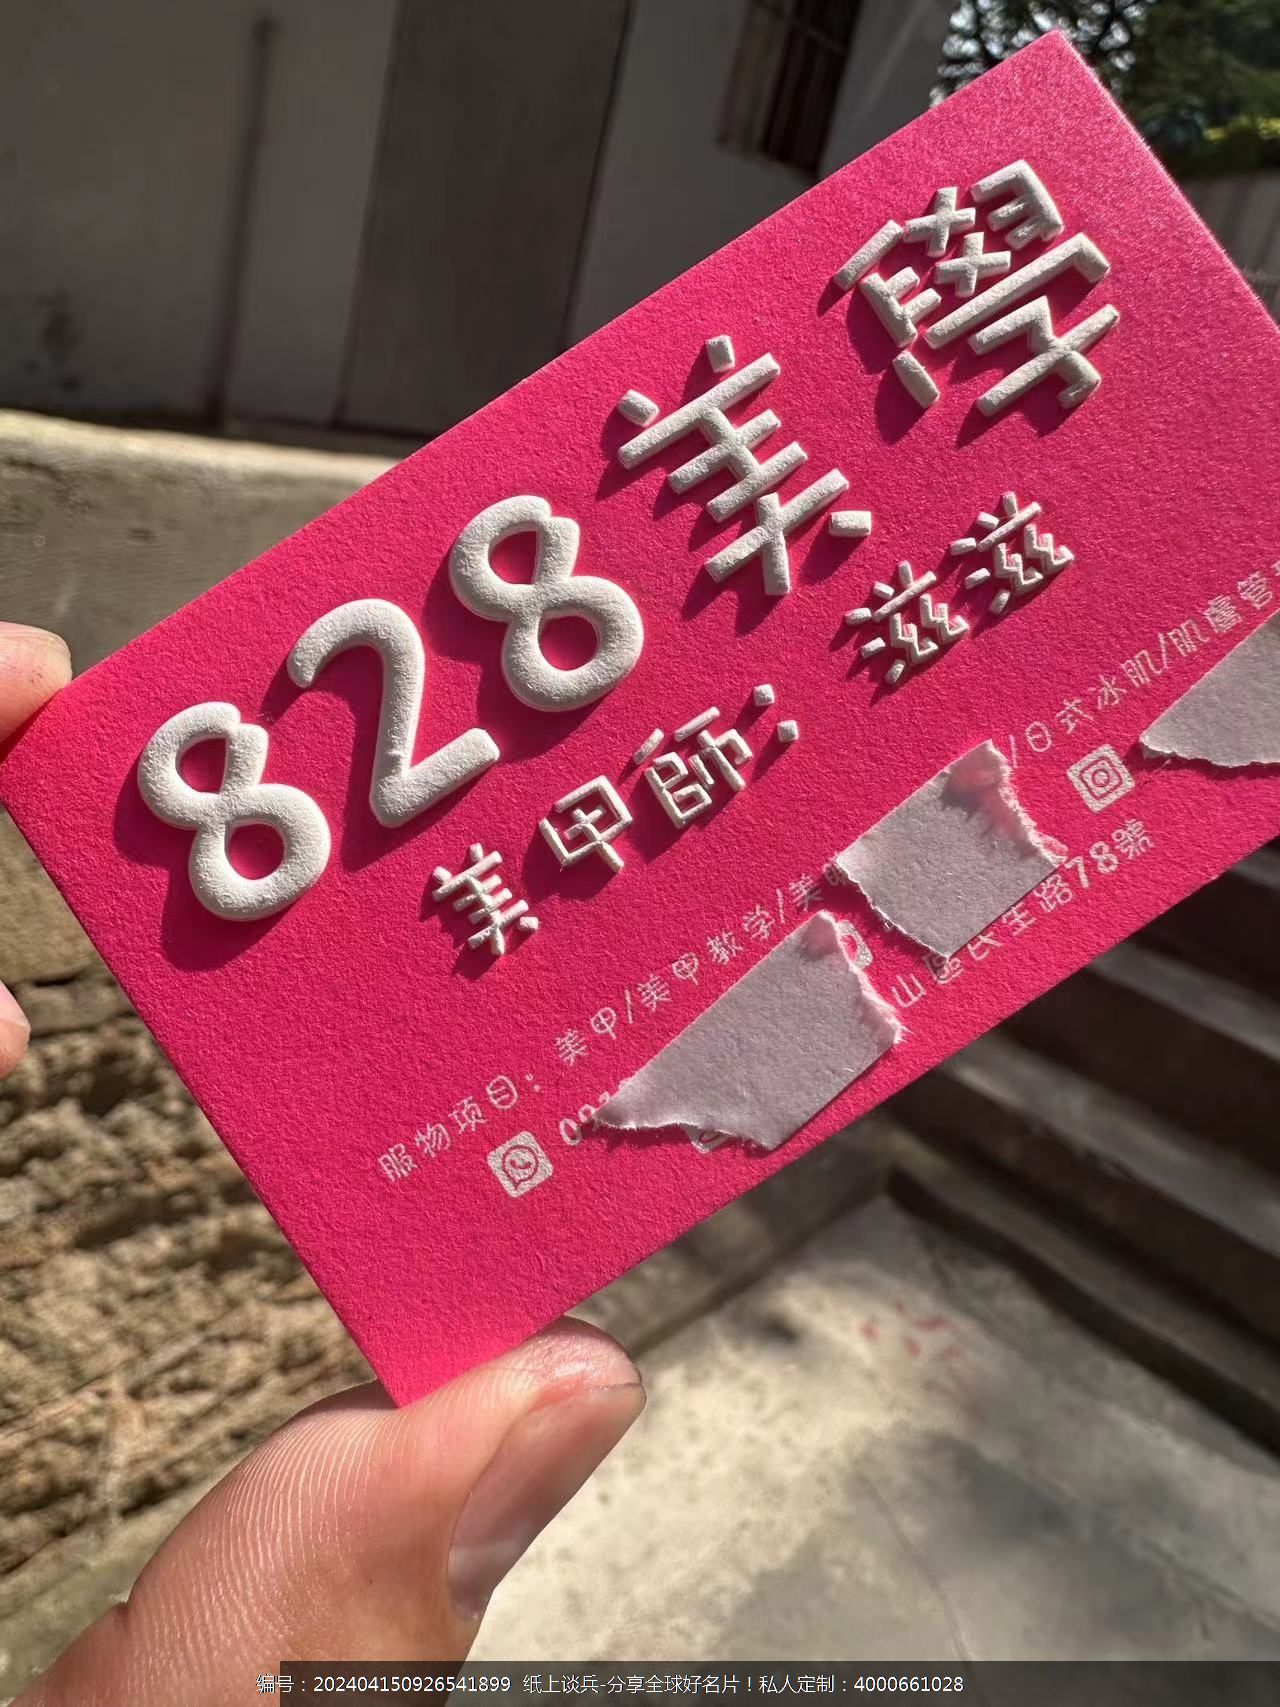 828美學
美甲師：滋滋
服物项目：美甲/美甲教学/美 /日式冰肌/肌膚管
09
山區民生路78號
编号：20240415092654189​9 纸上谈兵-分享全球好名片！私人定制：4000661028